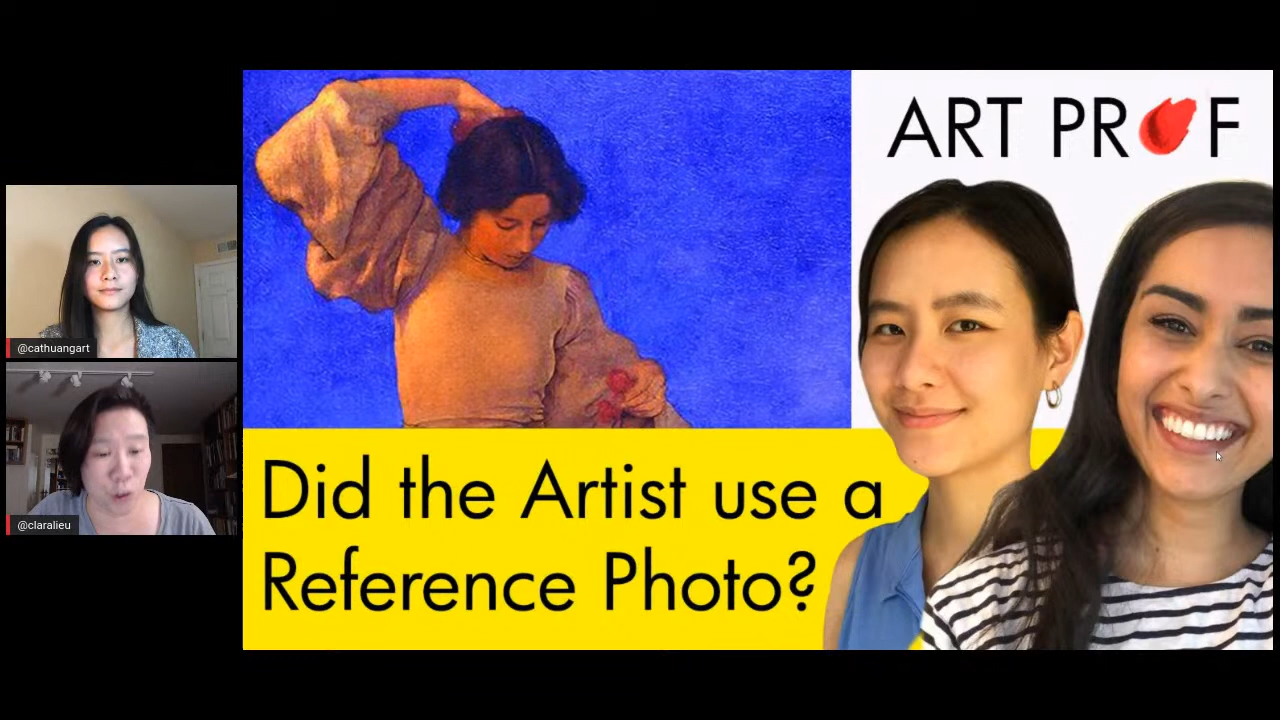 ART PROF
@cathuangart
@claralieu
Did the Artist use a
Reference Photo?